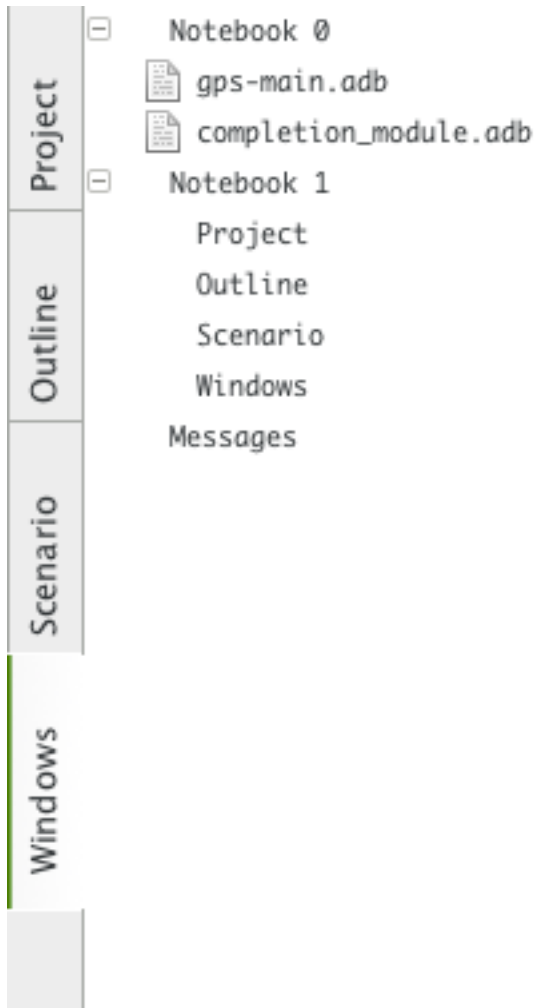 Project
Outline
Scenario
Windows
Notebook 0
gps-main.adb
completion_module.adb
Notebook 1
Project
Outline
Scenario
Windows
Messages